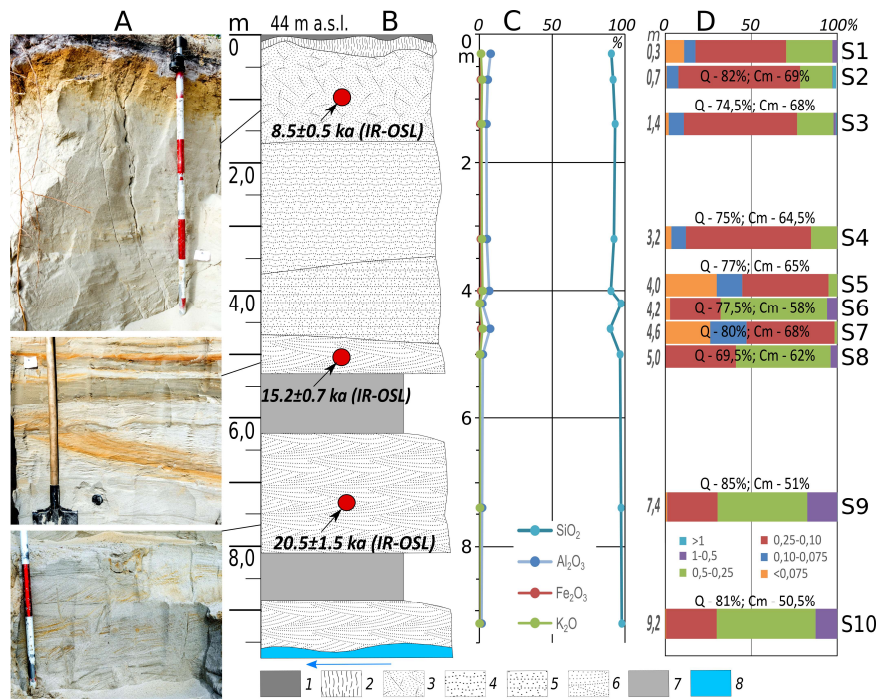 A
m
44 m a.s.l.
B
0
C
100
%
0
D
100%
0
2,0
4,0
6,0
8,0
8.5±0.5 ka (IR-OSL)
15.2±0.7 ka (IR-OSL)
20.5±1.5 ka (IR-OSL)
0
m
2
4
6
8
SiO₂
Al₂O₃
Fe₂O₃
K₂O
m
0,3
S1
0,7
Q - 82%; Cm - 69%
S2
Q - 74,5%; Cm - 68%
1,4
S3
Q - 75%; Cm - 64,5%
3,2
S4
Q - 77%; Cm - 65%
4,0
S5
4,2
Q - 77,5%; Cm - 58%
S6
4,6
Q - 80%; Cm - 68%
S7
5,0
Q - 69,5%; Cm - 62%
S8
Q - 85%; Cm - 51%
7,4
S9
>1
0,25-0,10
1-0,5
0,10-0,075
0,5-0,25
<0,075
Q - 81%; Cm - 50,5%
9,2
S10
1
2
3
4
5
6
7
8